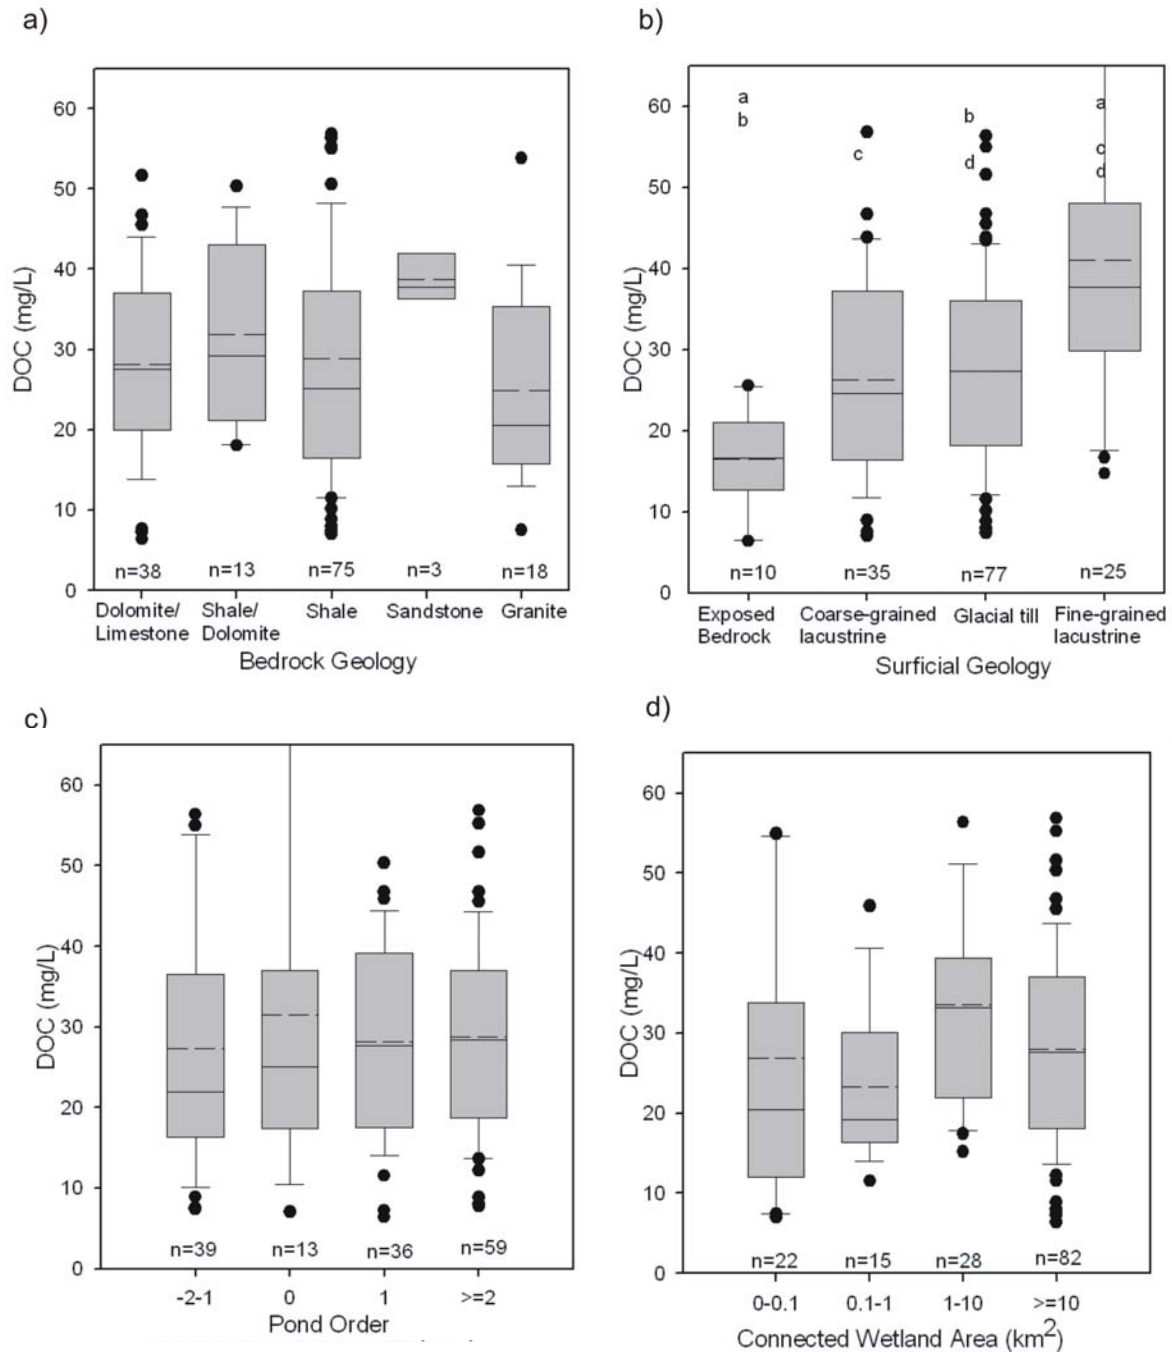 a)
60
50
40
30
20
10
0
DOC (mg/L)
n=38 n=13 n=75 n=3 n=18
Dolomite/ Shale/ Shale Sandstone Granite
Limestone Dolomite
Bedrock Geology
b)
60
50
40
30
20
10
0
DOC (mg/L)
a b a
b c d c
d
n=10 n=35 n=77 n=25
Exposed Coarse-grained Glacial till Fine-grained
Bedrock lacustrine lacustrine
Surficial Geology
c)
60
50
40
30
20
10
0
DOC (mg/L)
n=39 n=13 n=36 n=59
-2-1 0 1 >=2
Pond Order
d)
60
50
40
30
20
10
0
DOC (mg/L)
n=22 n=15 n=28 n=82
0-0.1 0.1-1 1-10 >=10
Connected Wetland Area (km2)